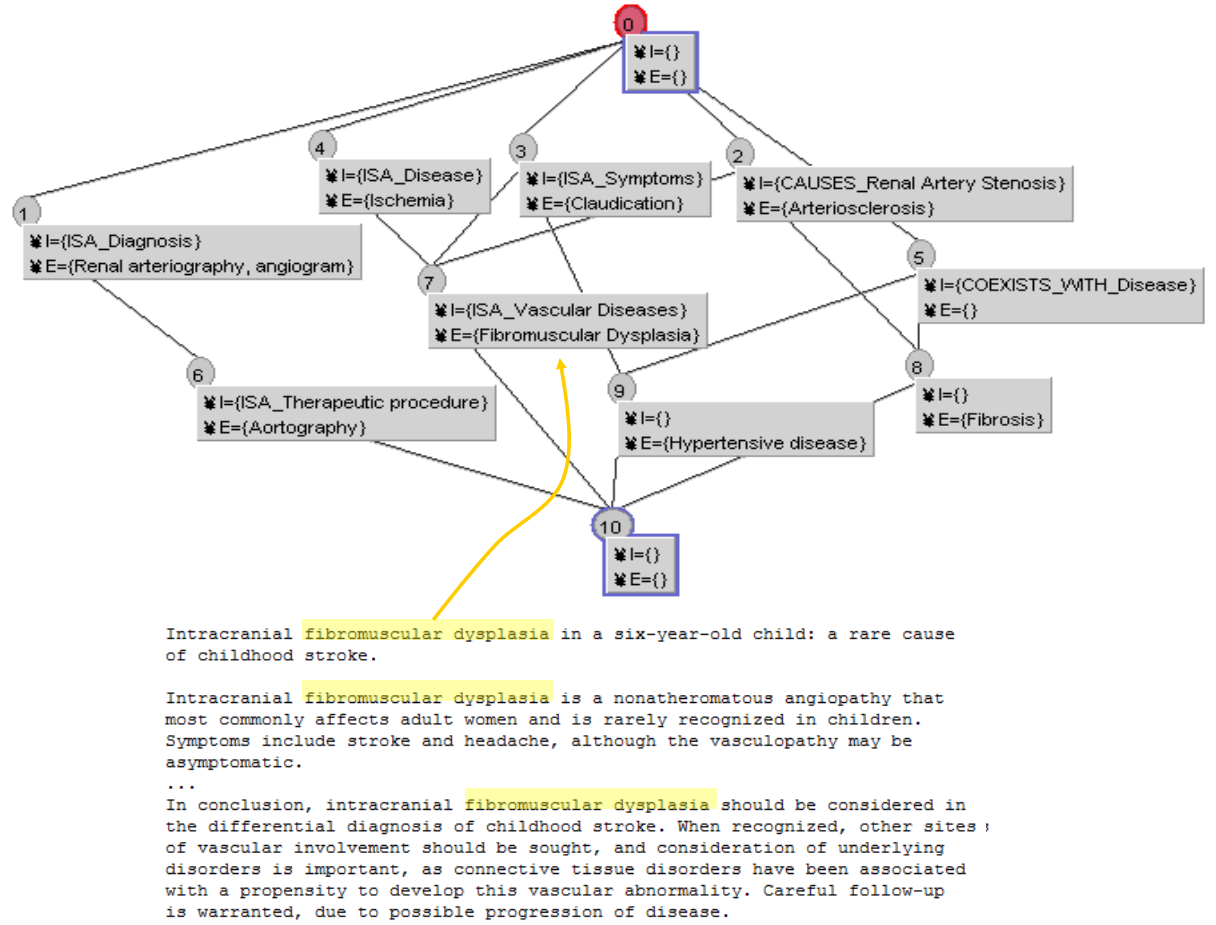 0
¥ I={}
¥ E={}
4
¥ I={ISA_Disease}
¥ E={Ischemia}
3
¥ I={ISA_Symptoms}
¥ E={Claudication}
2
¥ I={CAUSES_Renal Artery Stenosis}
¥ E={Arteriosclerosis}
1
¥ I={ISA_Diagnosis}
¥ E={Renal arteriography, angiogram}
5
¥ I={COEXISTS_WITH_Disease}
¥ E={}
7
¥ I={ISA_Vascular Diseases}
¥ E={Fibromuscular Dysplasia}
6
¥ I={ISA_Therapeutic procedure}
¥ E={Aortography}
9
¥ I={}
¥ E={Hypertensive disease}
8
¥ I={}
¥ E={Fibrosis}
10
¥ I={}
¥ E={}
Intracranial fibromuscular dysplasia in a six-year-old child: a rare cause
of childhood stroke.
Intracranial fibromuscular dysplasia is a nonatheromatous angiopathy that
most commonly affects adult women and is rarely recognized in children.
Symptoms include stroke and headache, although the vasculopathy may be
asymptomatic.
...
In conclusion, intracranial fibromuscular dysplasia should be considered in
the differential diagnosis of childhood stroke. When recognized, other sites
of vascular involvement should be sought, and consideration of underlying
disorders is important, as connective tissue disorders have been associated
with a propensity to develop this vascular abnormality. Careful follow-up
is warranted, due to possible progression of disease.